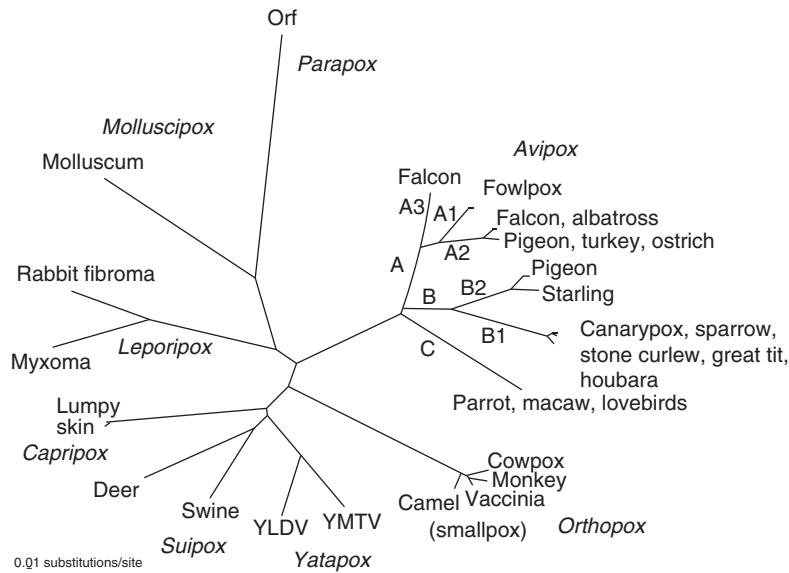 Orf
Parapox
Molluscipox
Molluscum
Avipox
Falcon
Fowlpox
A3
A1
Falcon, albatross
Pigeon, turkey, ostrich
A2
A
Pigeon
Rabbit fibroma
B2
B
Starling
B1
Canarypox, sparrow,
stone curlew, great tit,
houbara
Leporipox
C
Myxoma
Parrot, macaw, lovebirds
Lumpy
skin
Capripox
Cowpox
Monkey
Deer
Camel
Vaccinia
Swine
YLDV
YMTV
(smallpox)
Orthopox
Suipox
Yatapox
0.01 substitutions/site